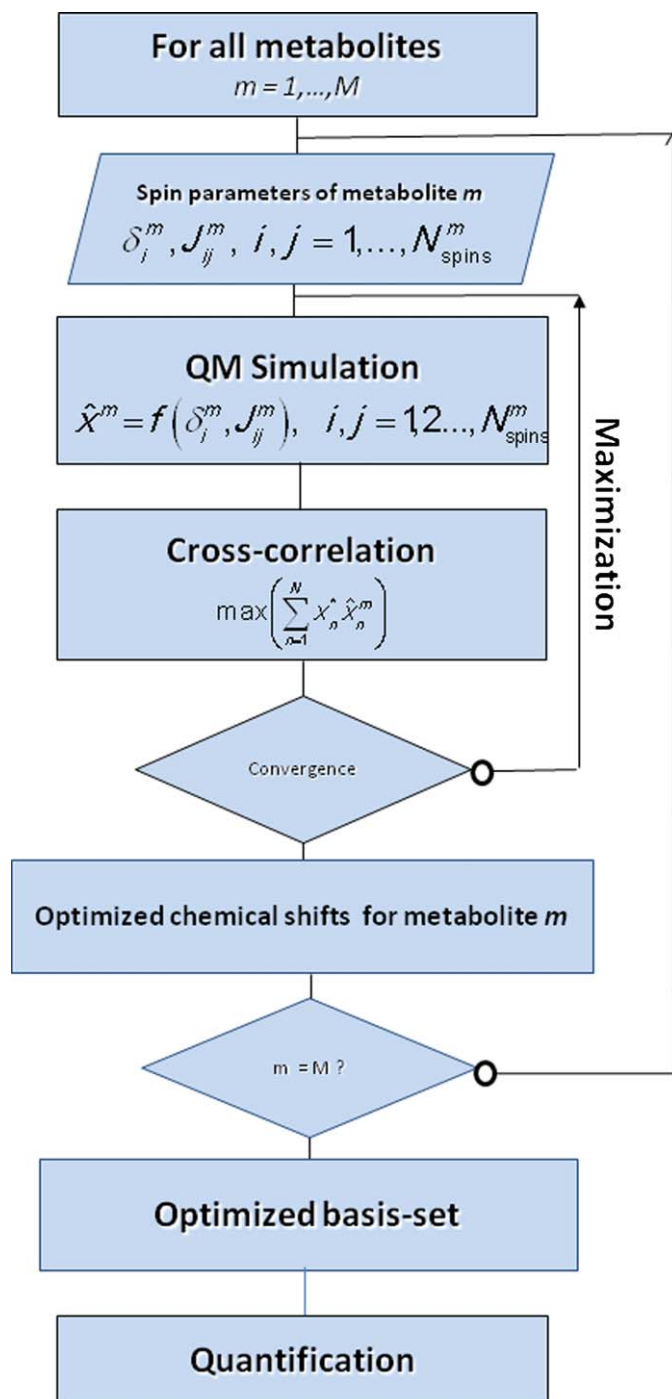 For all metabolites
m = 1,...,M
Spin parameters of metabolite m
δ_i^m, J_ij^m, i, j = 1,..., N_spins^m
QM Simulation
x̂^m = f(δ_i^m, J_ij^m), i, j = 1,2..., N_spins^m
Cross-correlation
max(∑_{n=1}^{N} x_n^* x̂_n^m)
Maximization
Convergence
Optimized chemical shifts for metabolite m
m = M ?
Optimized basis-set
Quantification